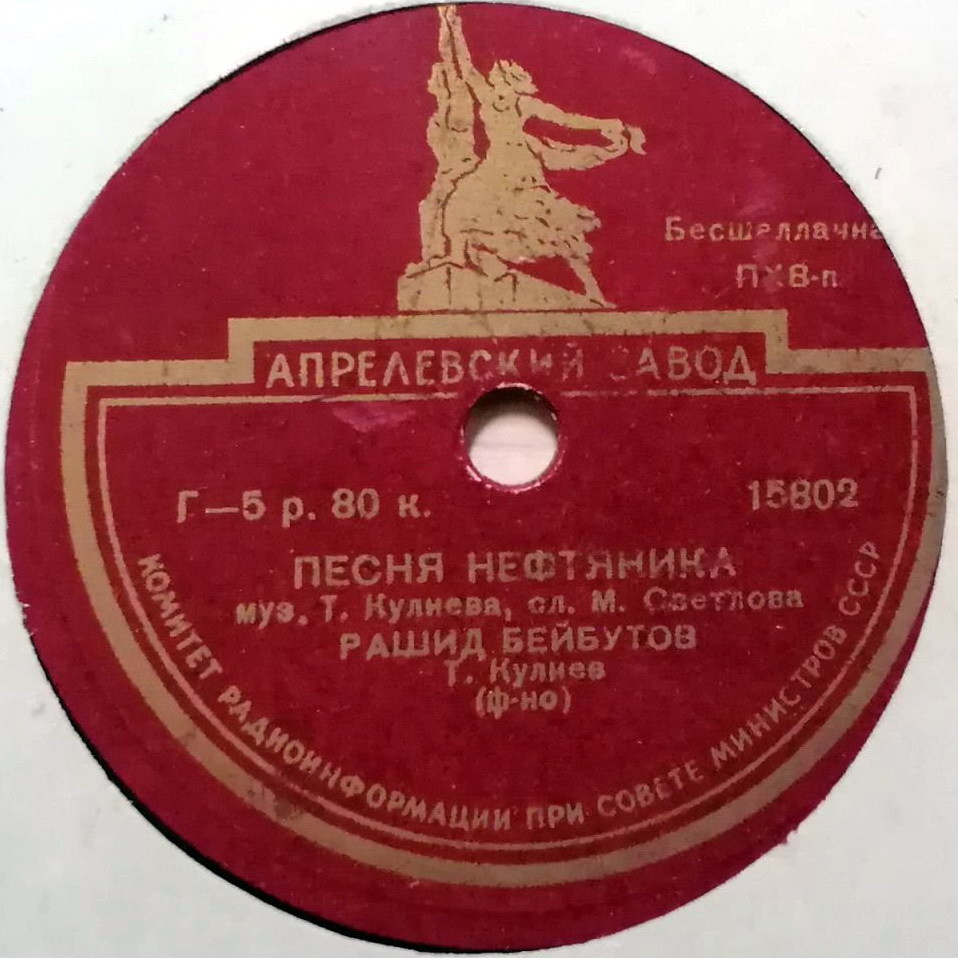 Бесшеллачна
ПХВ-п
АПРЕЛЕВСКИЙ ЗАВОД
Г—5 р. 80 к.
15802
ПЕСНЯ НЕФТЯНИКА
муз. Т. Кулиева, сл. М. Светлова
РАШИД БЕЙБУТОВ
Т. Кулиев
(ф-но)
КОМИТЕТ РАДИОИНФОРМАЦИИ ПРИ СОВЕТЕ МИНИСТРОВ СССР